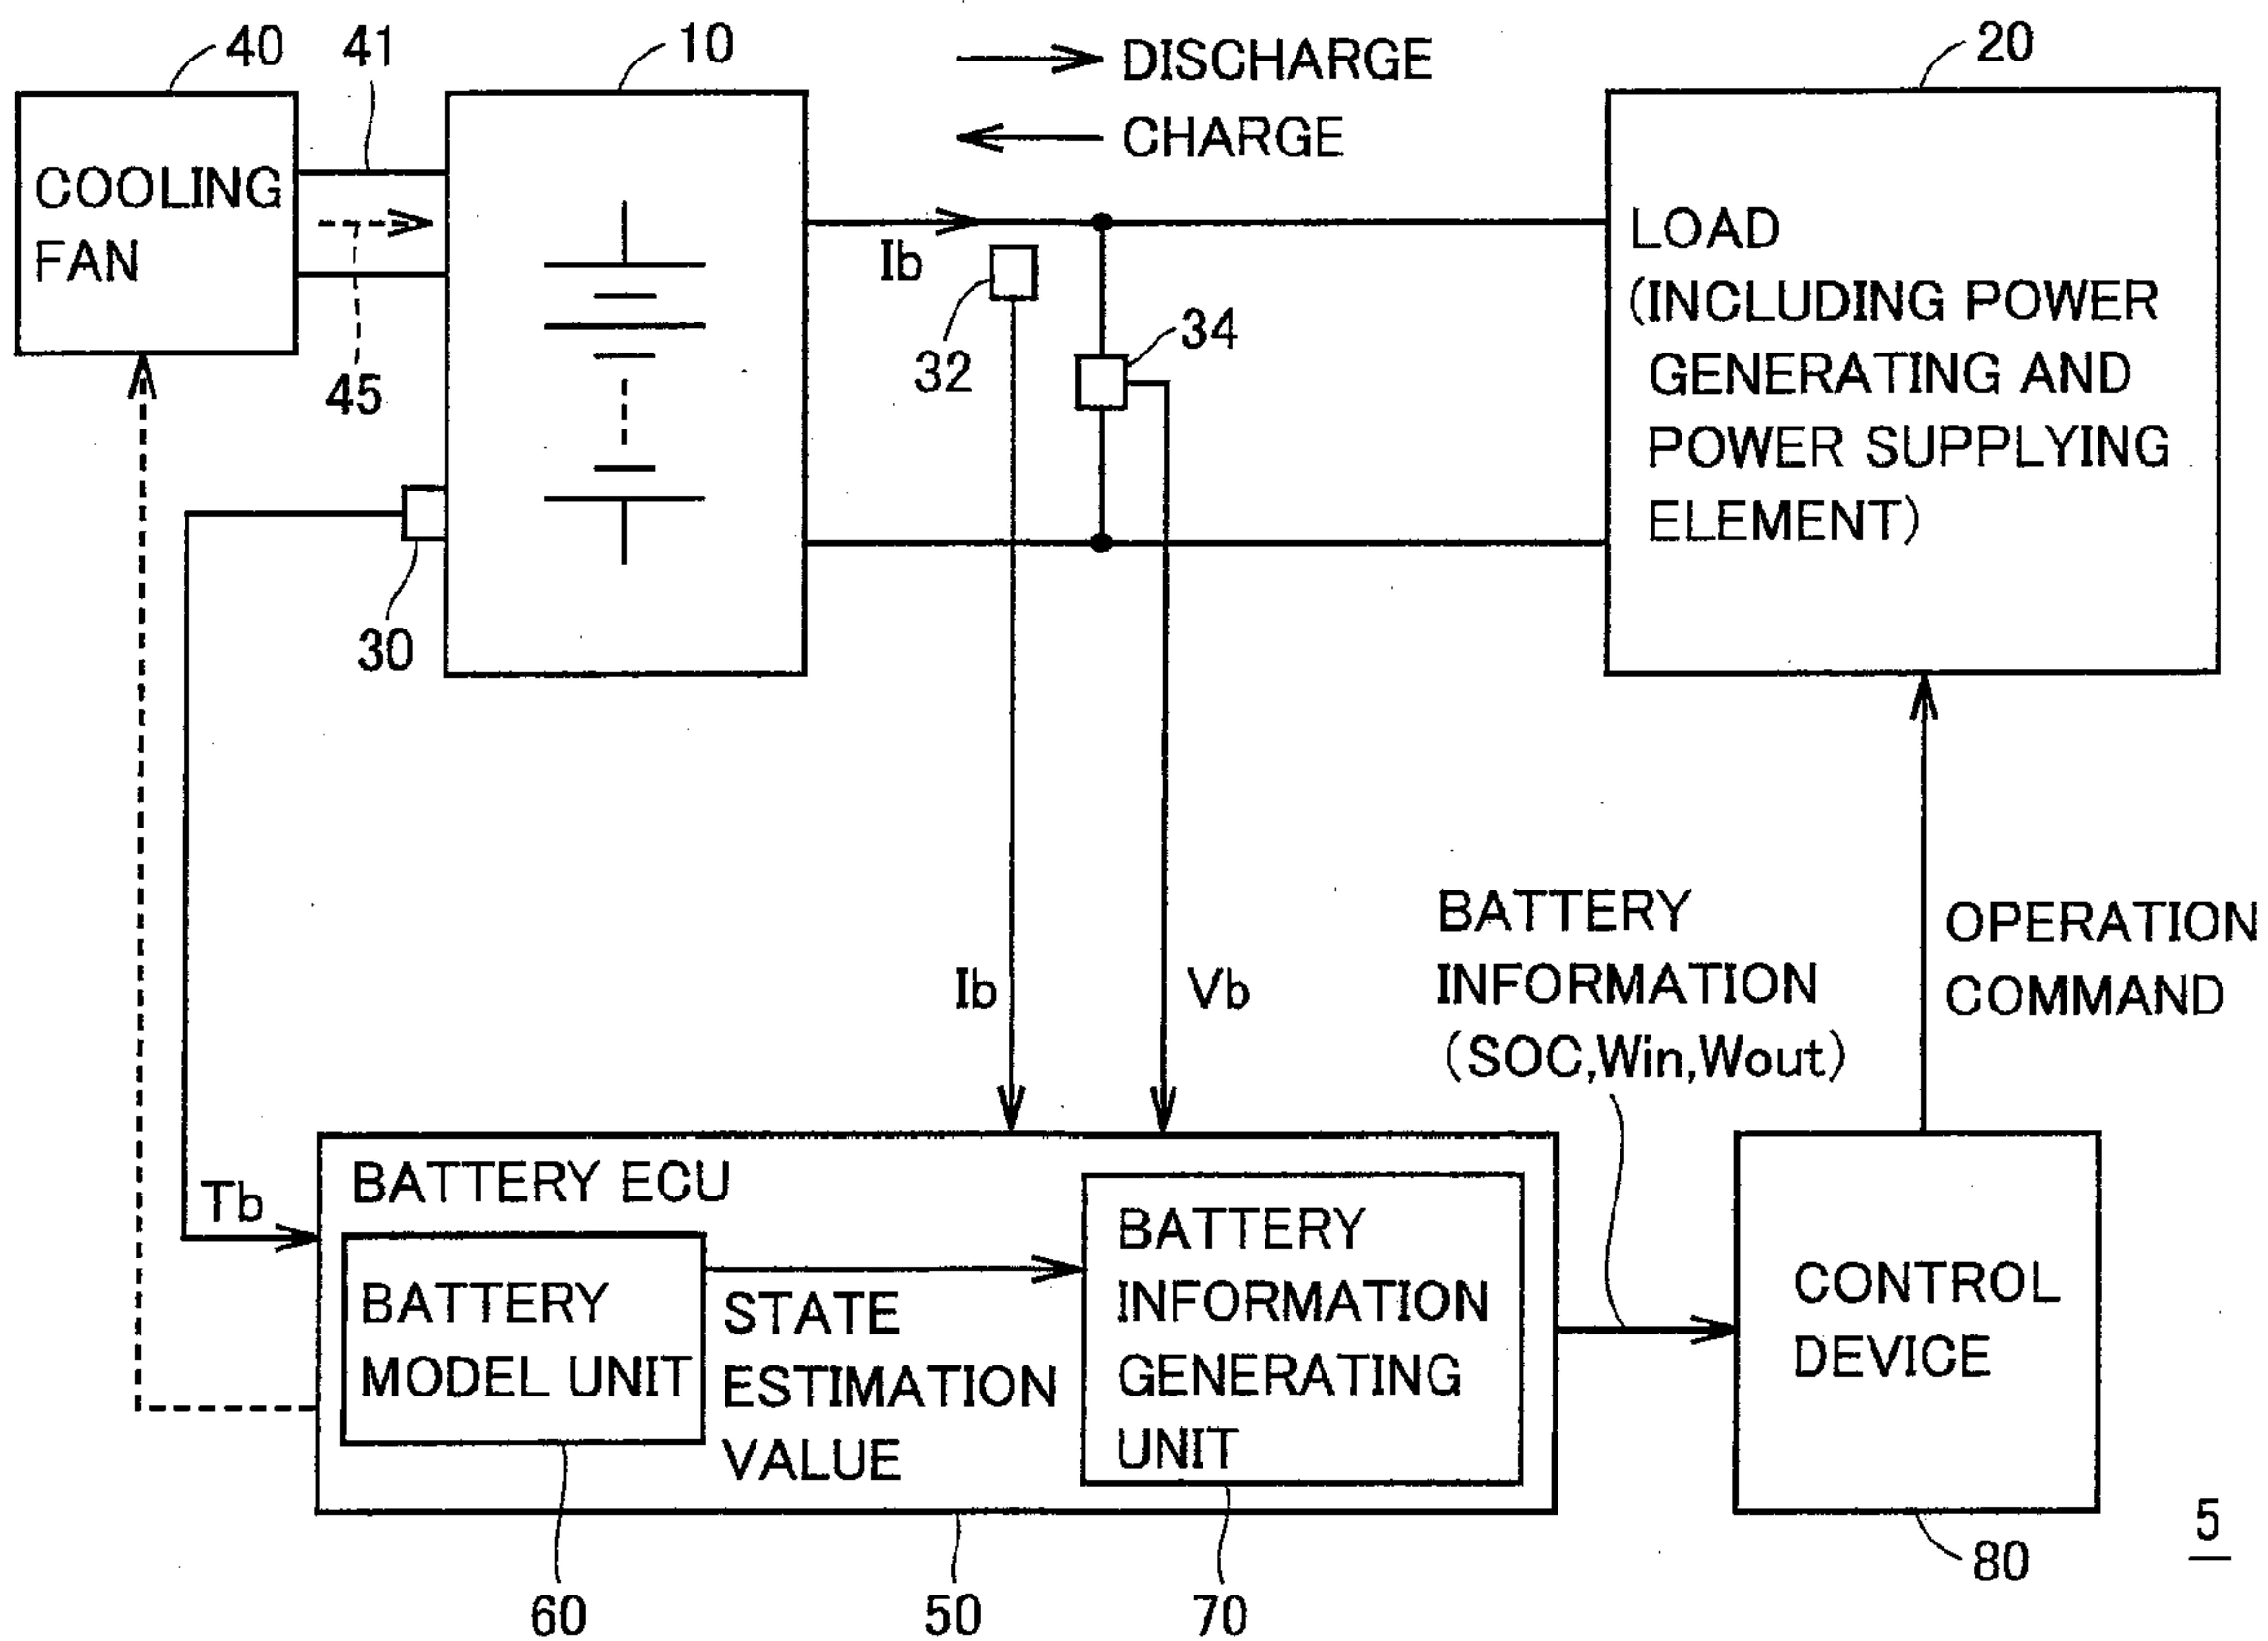 40
41
10
DISCHARGE
CHARGE
20
COOLING
FAN
45
Ib
32
34
30
LOAD
(INCLUDING POWER
GENERATING AND
POWER SUPPLYING
ELEMENT)
Ib
Vb
BATTERY
INFORMATION
(SOC,Win,Wout)
OPERATION
COMMAND
Tb
BATTERY ECU
BATTERY
MODEL UNIT
STATE
ESTIMATION
VALUE
BATTERY
INFORMATION
GENERATING
UNIT
CONTROL
DEVICE
60
50
70
80
5